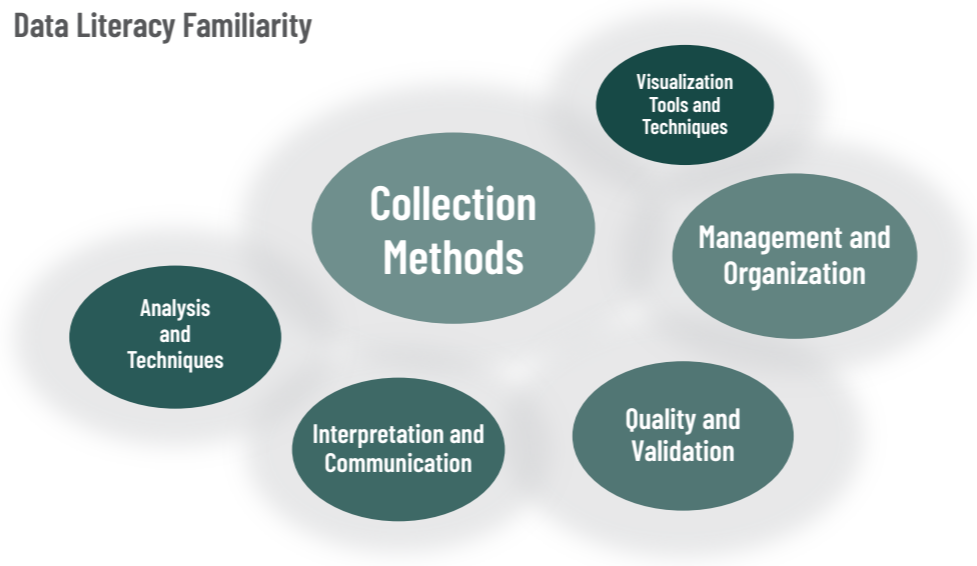 Data Literacy Familiarity
Visualization
Tools and
Techniques
Collection
Methods
Management and
Organization
Analysis
and
Techniques
Interpretation and
Communication
Quality and
Validation